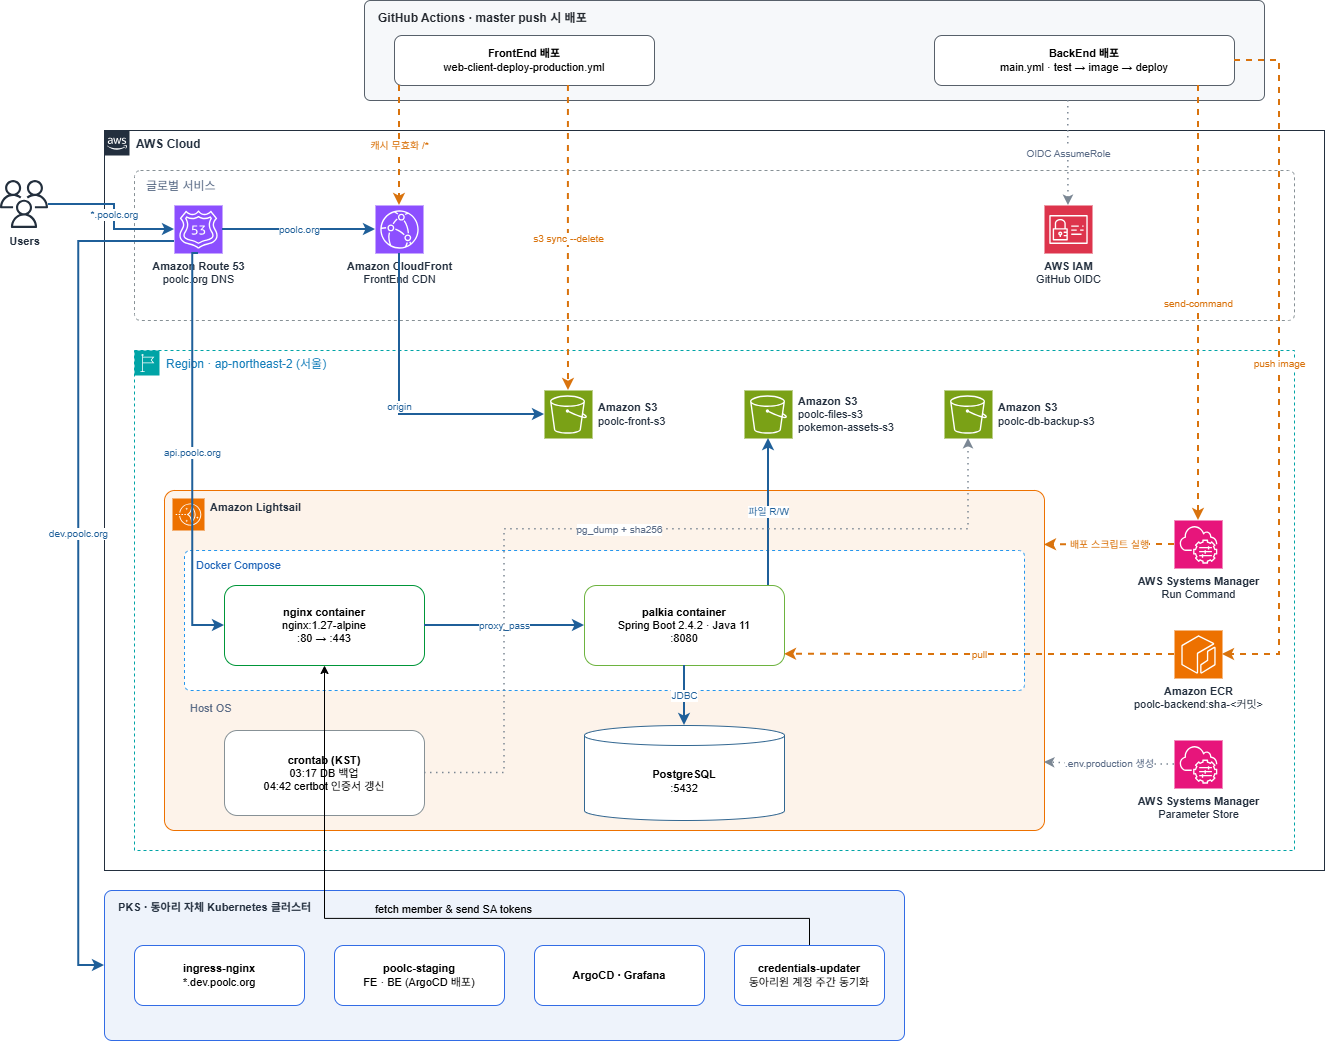 GitHub Actions · master push 시 배포
FrontEnd 배포
web-client-deploy-production.yml
BackEnd 배포
main.yml · test → image → deploy
aws
AWS Cloud
캐시 무효화 /*
OIDC AssumeRole
글로벌 서비스
Users
*.poolc.org
53
poolc.org
s3 sync --delete
Amazon Route 53
poolc.org DNS
Amazon CloudFront
FrontEnd CDN
AWS IAM
GitHub OIDC
send-command
push image
Region · ap-northeast-2 (서울)
origin
Amazon S3
poolc-front-s3
Amazon S3
poolc-files-s3
pokemon-assets-s3
Amazon S3
poolc-db-backup-s3
api.poolc.org
Amazon Lightsail
파일 R/W
pg_dump + sha256
dev.poolc.org
배포 스크립트 실행
Docker Compose
AWS Systems Manager
Run Command
nginx container
nginx:1.27-alpine
:80 → :443
proxy_pass
palkia container
Spring Boot 2.4.2 · Java 11
:8080
pull
JDBC
Amazon ECR
poolc-backend:sha-<커밋>
Host OS
crontab (KST)
03:17 DB 백업
04:42 certbot 인증서 갱신
PostgreSQL
:5432
.env.production 생성
AWS Systems Manager
Parameter Store
PKS · 동아리 자체 Kubernetes 클러스터
fetch member & send SA tokens
ingress-nginx
*.dev.poolc.org
poolc-staging
FE · BE (ArgoCD 배포)
ArgoCD · Grafana
credentials-updater
동아리원 계정 주간 동기화